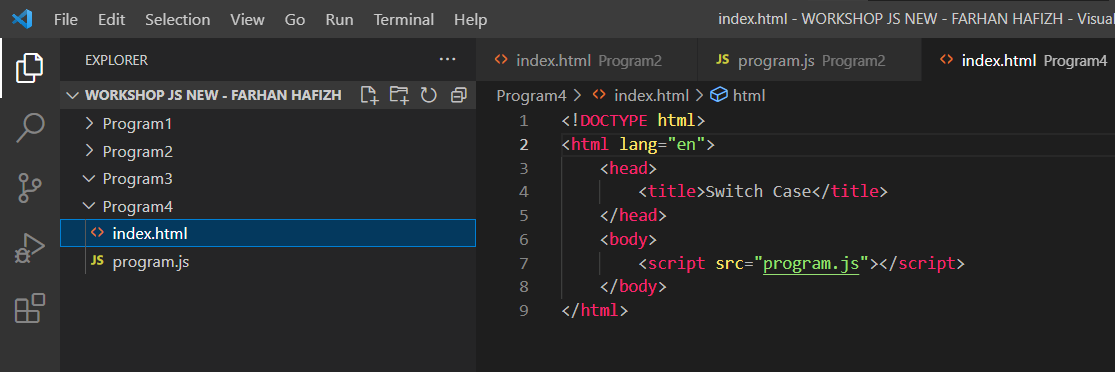 File Edit Selection View Go Run Terminal Help index.html - WORKSHOP JS NEW - FARHAN HAFIZH - Visual
EXPLORER ···
WORKSHOP JS NEW - FARHAN HAFIZH
Program1
Program2
Program3
Program4
<> index.html
JS program.js
<> index.html Program2
JS program.js Program2
<> index.html Program4
Program4 > <> index.html > html
1 <!DOCTYPE html>
2 <html lang="en">
3     <head>
4         <title>Switch Case</title>
5     </head>
6     <body>
7         <script src="program.js"></script>
8     </body>
9 </html>